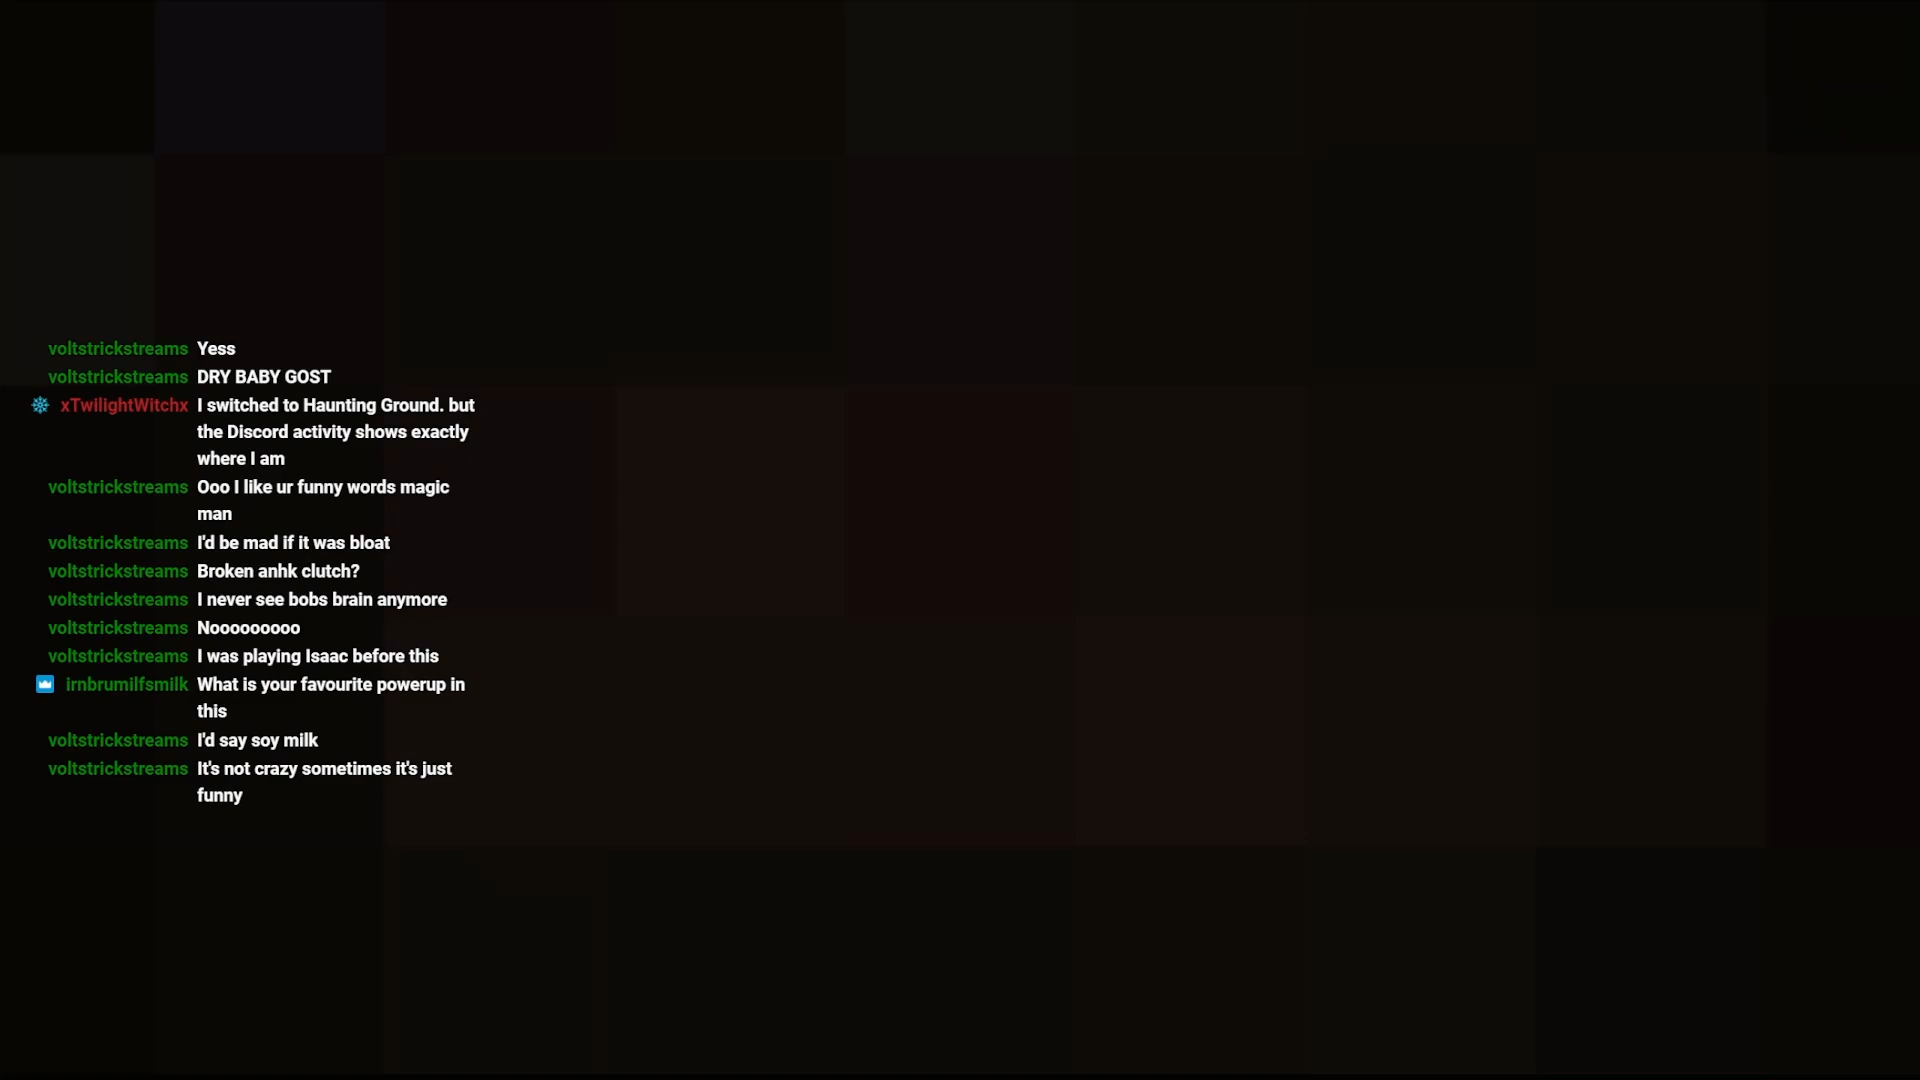 voltstrickstreams Yess
voltstrickstreams DRY BABY GOST
xTwilightWitchx I switched to Haunting Ground. but
the Discord activity shows exactly
where I am
voltstrickstreams Ooo I like ur funny words magic
man
voltstrickstreams I'd be mad if it was bloat
voltstrickstreams Broken anhk clutch?
voltstrickstreams I never see bobs brain anymore
voltstrickstreams Nooooooooo
voltstrickstreams I was playing Isaac before this
irnbrumilfsmilk What is your favourite powerup in
this
voltstrickstreams I'd say soy milk
voltstrickstreams It's not crazy sometimes it's just
funny